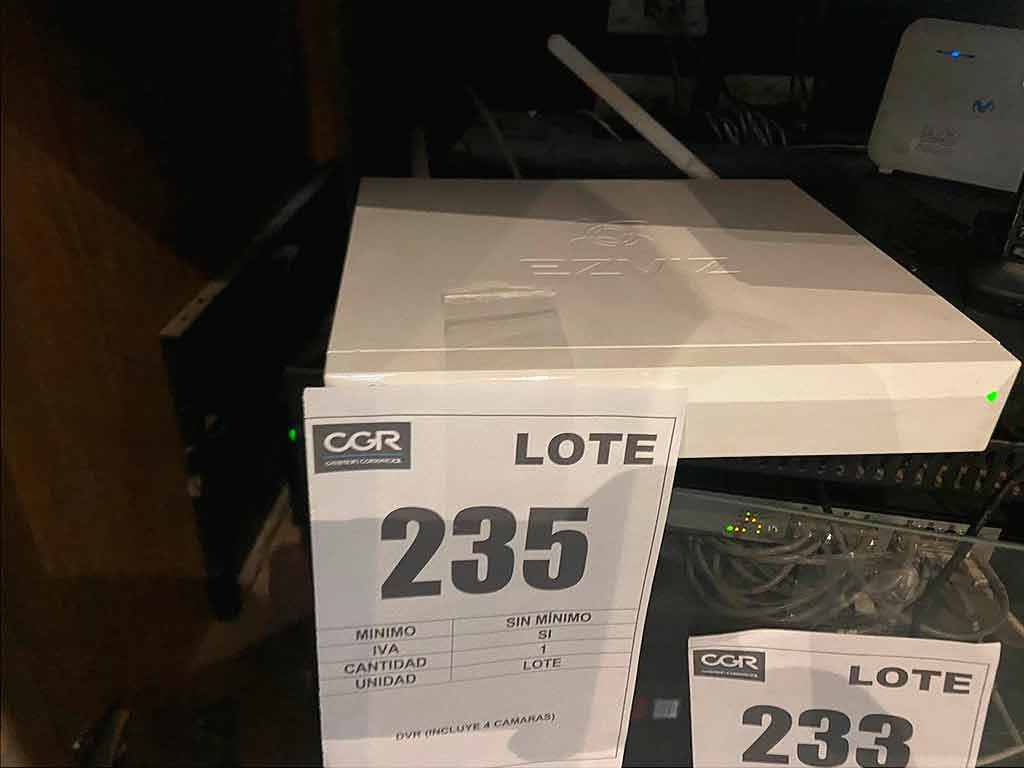 EZVIZ
CGR
LOTE
235
MINIMO SIN MÍNIMO
IVA SI
CANTIDAD 1
UNIDAD LOTE
DVR (INCLUYE 4 CAMARAS)
CGR
LOTE
233